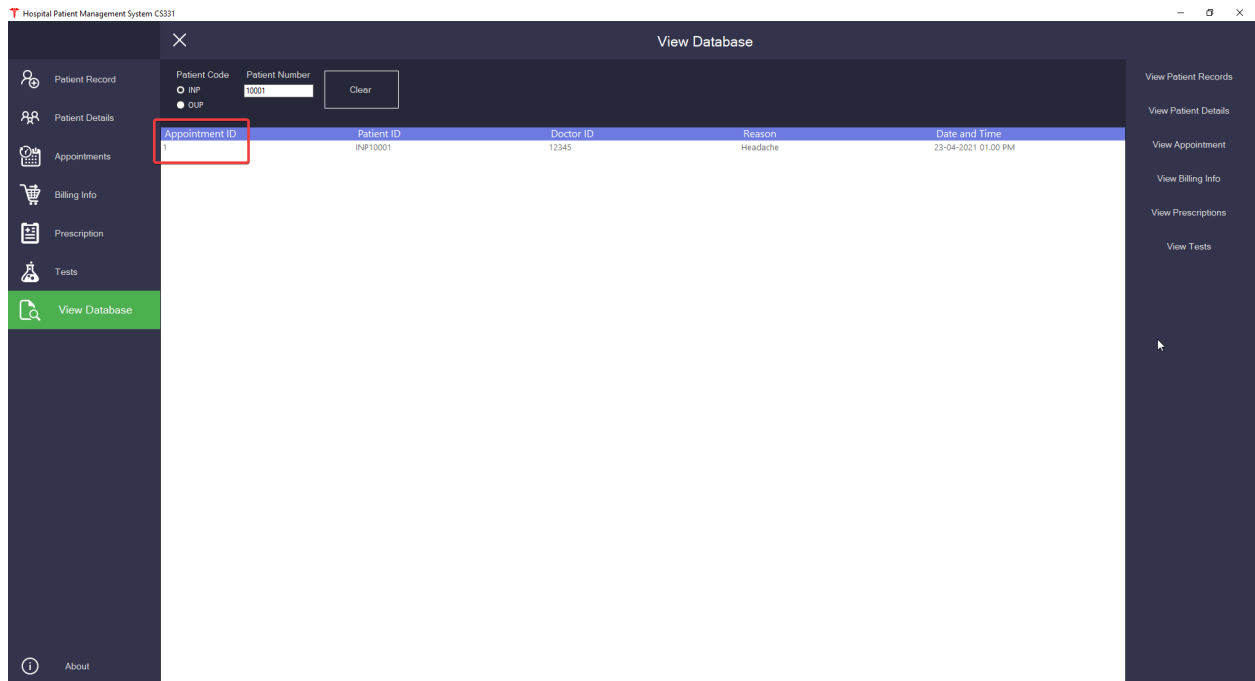 Hospital Patient Management System CS331
View Database
Patient Record
Patient Details
Appointments
Billing Info
Prescription
Tests
View Database
About
Patient Code Patient Number
INP 10001 Clear
OUP
Appointment ID Patient ID Doctor ID Reason Date and Time
1 INP10001 12345 Headache 23-04-2021 01.00 PM
View Patient Records
View Patient Details
View Appointment
View Billing Info
View Prescriptions
View Tests